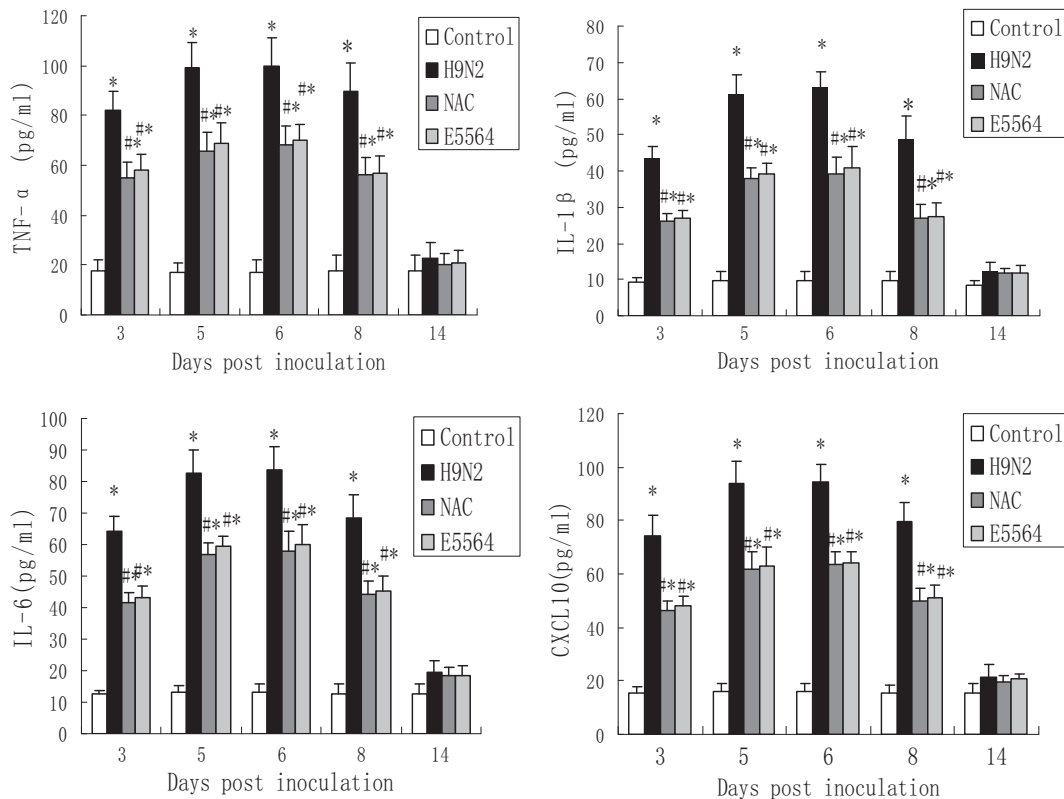 TNF-α (pg/ml)
120
100
80
60
40
20
0
* * * *
#* #* #* #* #* #* #* #*
Control
H9N2
NAC
E5564
3 5 6 8 14
Days post inoculation
IL-1β (pg/ml)
80
70
60
50
40
30
20
10
0
* * * *
#* #* #* #* #* #* #* #*
Control
H9N2
NAC
E5564
3 5 6 8 14
Days post inoculation
IL-6(pg/ml)
100
90
80
70
60
50
40
30
20
10
0
* * * *
#* #* #* #* #* #* #* #*
Control
H9N2
NAC
E5564
3 5 6 8 14
Days post inoculation
CXCL10(pg/ml)
120
100
80
60
40
20
0
* * * *
#* #* #* #* #* #* #* #*
Control
H9N2
NAC
E5564
3 5 6 8 14
Days post inoculation